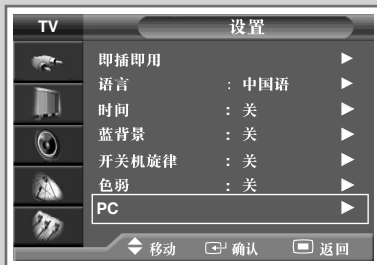 TV 设置
即插即用
语言 : 中国语
时间 : 关
蓝背景 : 关
开关机旋律 : 关
色弱 : 关
PC
移动 确认 返回